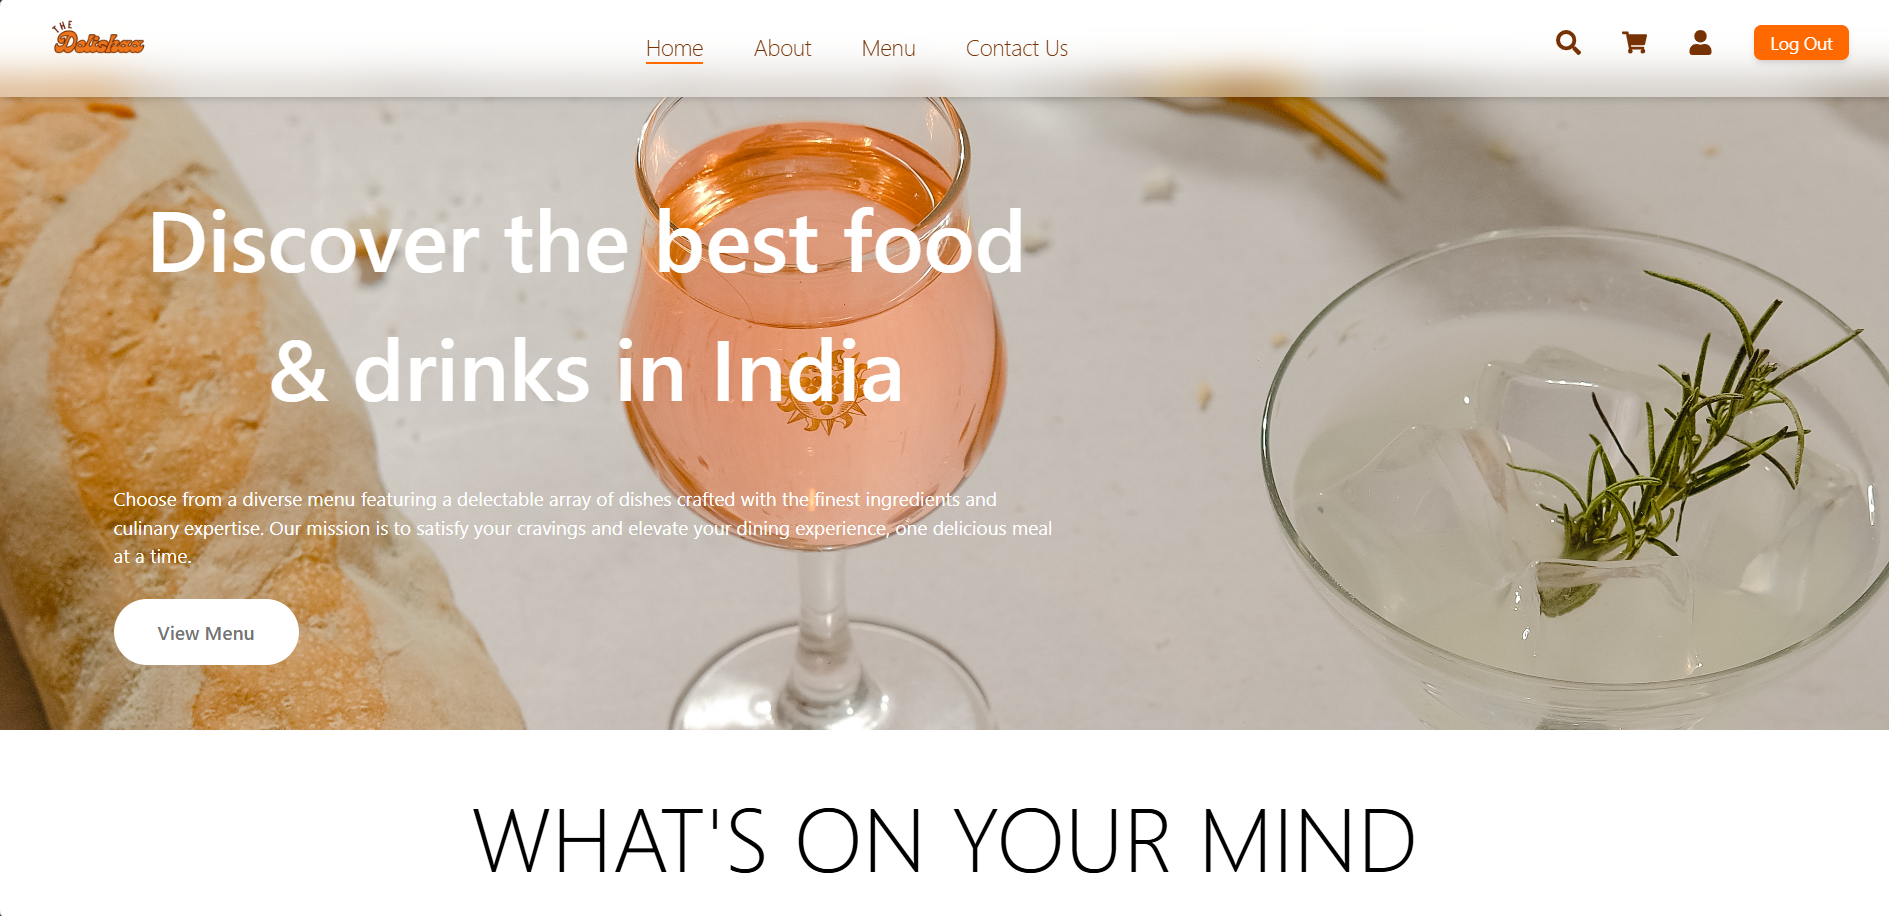 THE
Delishaa
Home About Menu Contact Us Log Out
Discover the best food
& drinks in India
Choose from a diverse menu featuring a delectable array of dishes crafted with the finest ingredients and
culinary expertise. Our mission is to satisfy your cravings and elevate your dining experience, one delicious meal
at a time.
View Menu
WHAT'S ON YOUR MIND